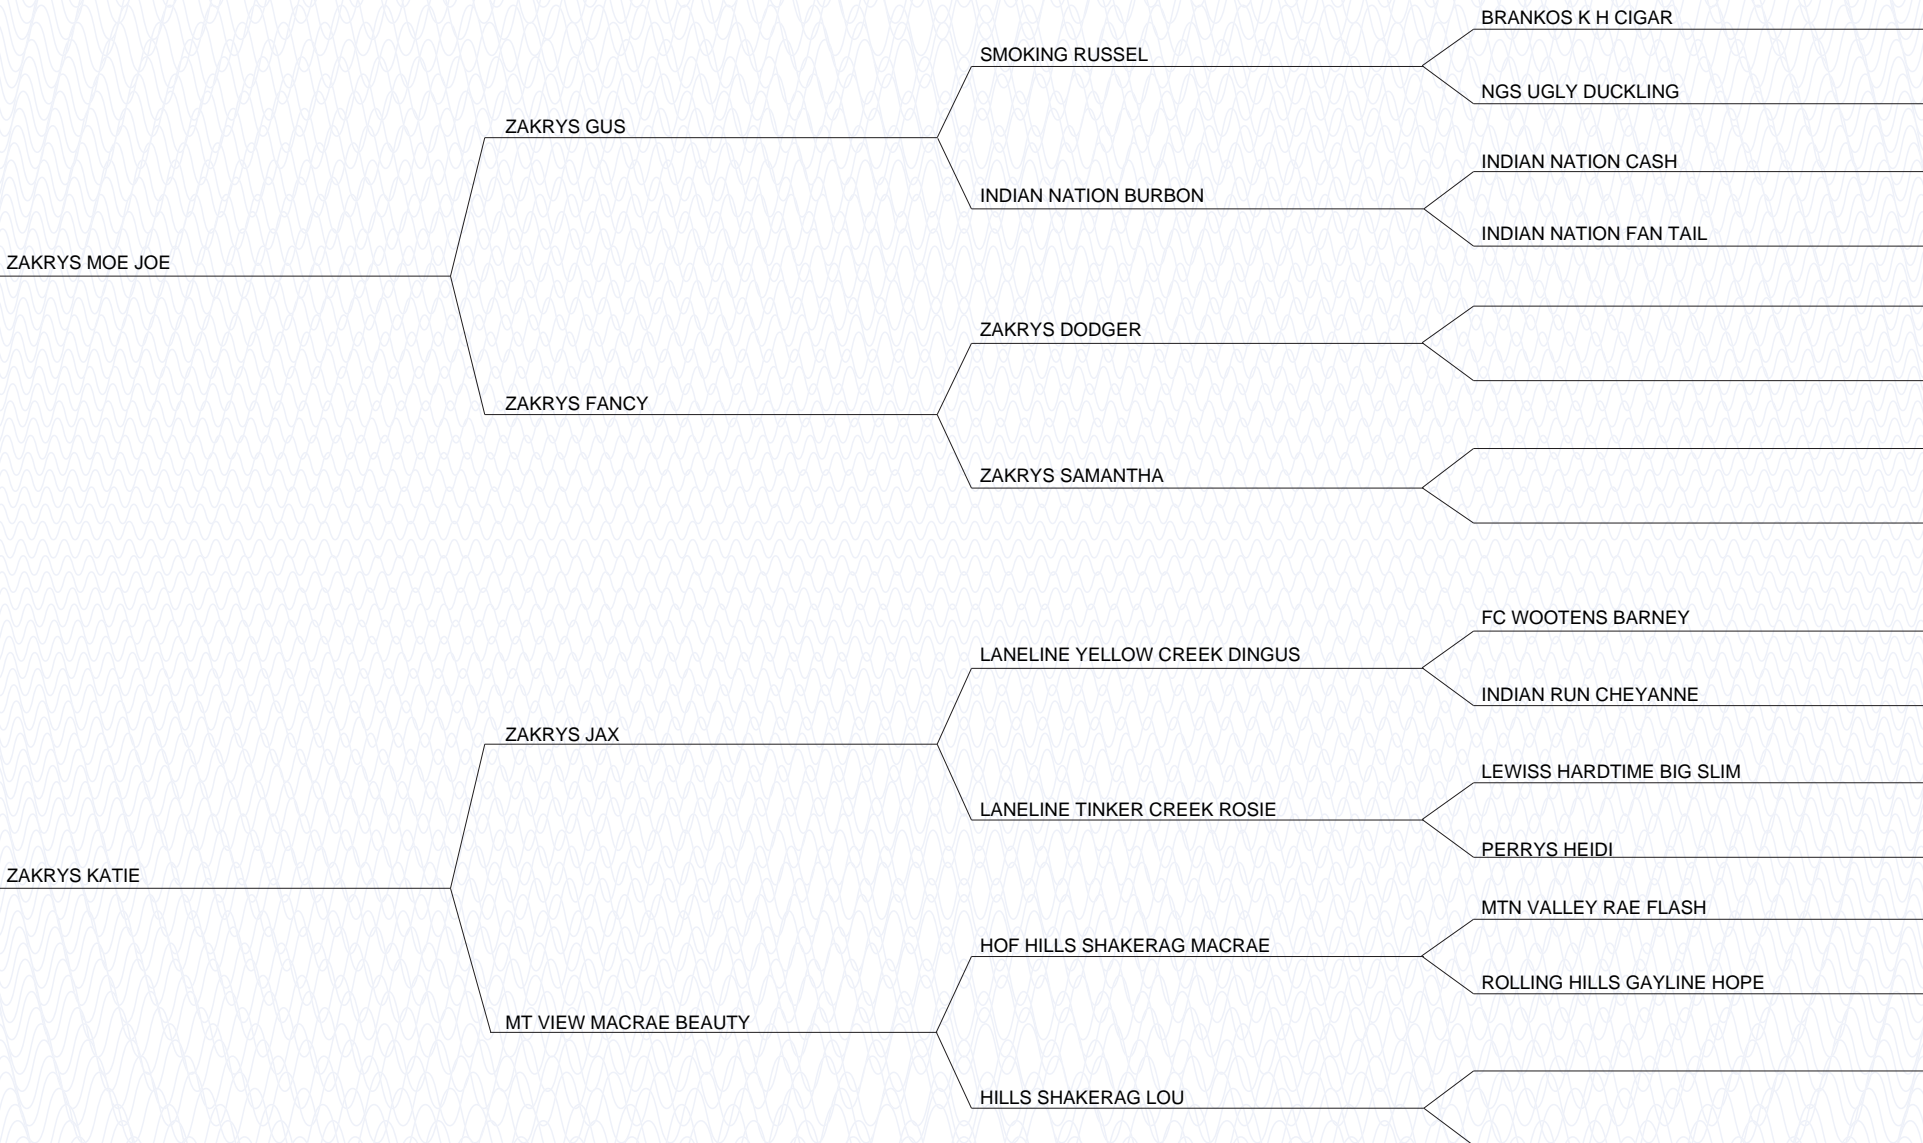 BRANKOS K H CIGAR
SMOKING RUSSEL
NGS UGLY DUCKLING
ZAKRYS GUS
INDIAN NATION CASH
INDIAN NATION BURBON
INDIAN NATION FAN TAIL
ZAKRYS MOE JOE
ZAKRYS DODGER
ZAKRYS FANCY
ZAKRYS SAMANTHA
FC WOOTENS BARNEY
LANELINE YELLOW CREEK DINGUS
INDIAN RUN CHEYANNE
ZAKRYS JAX
LEWISS HARDTIME BIG SLIM
LANELINE TINKER CREEK ROSIE
PERRYS HEIDI
ZAKRYS KATIE
MTN VALLEY RAE FLASH
HOF HILLS SHAKERAG MACRAE
ROLLING HILLS GAYLINE HOPE
MT VIEW MACRAE BEAUTY
HILLS SHAKERAG LOU